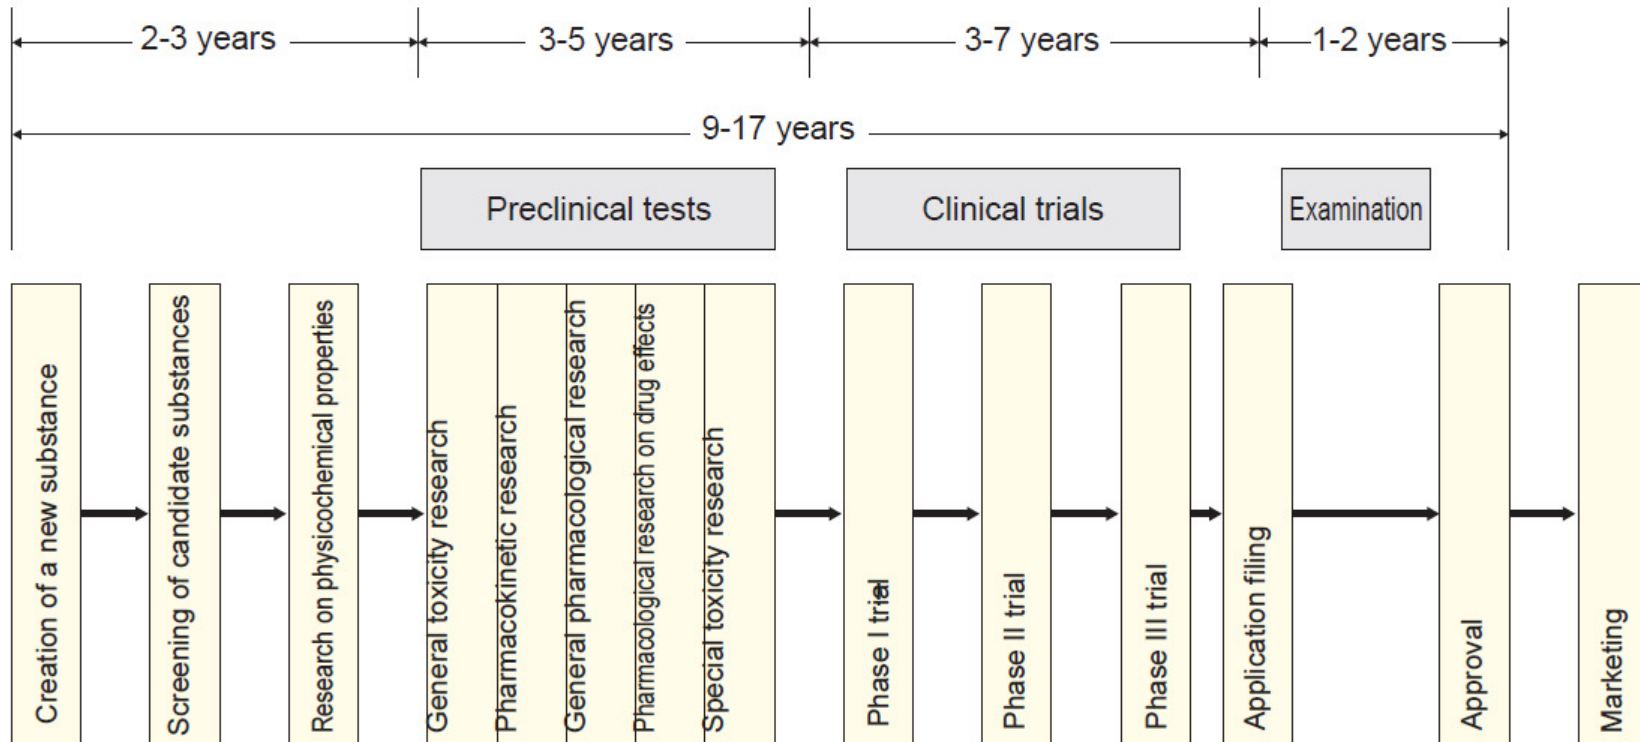 2-3 years
3-5 years
3-7 years
1-2 years
9-17 years
Preclinical tests
Clinical trials
Examination
Creation of a new substance
Screening of candidate substances
Research on physicochemical properties
General toxicity research
Pharmacokinetic research
General pharmacological research
Pharmacological research on drug effects
Special toxicity research
Phase I trial
Phase II trial
Phase III trial
Application filing
Approval
Marketing